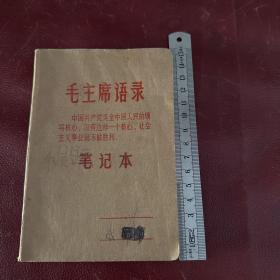 毛主席语录
中国共产党是全中国人民的领
导核心。没有这样一个核心，社会
主义事业就不能胜利。
笔记本